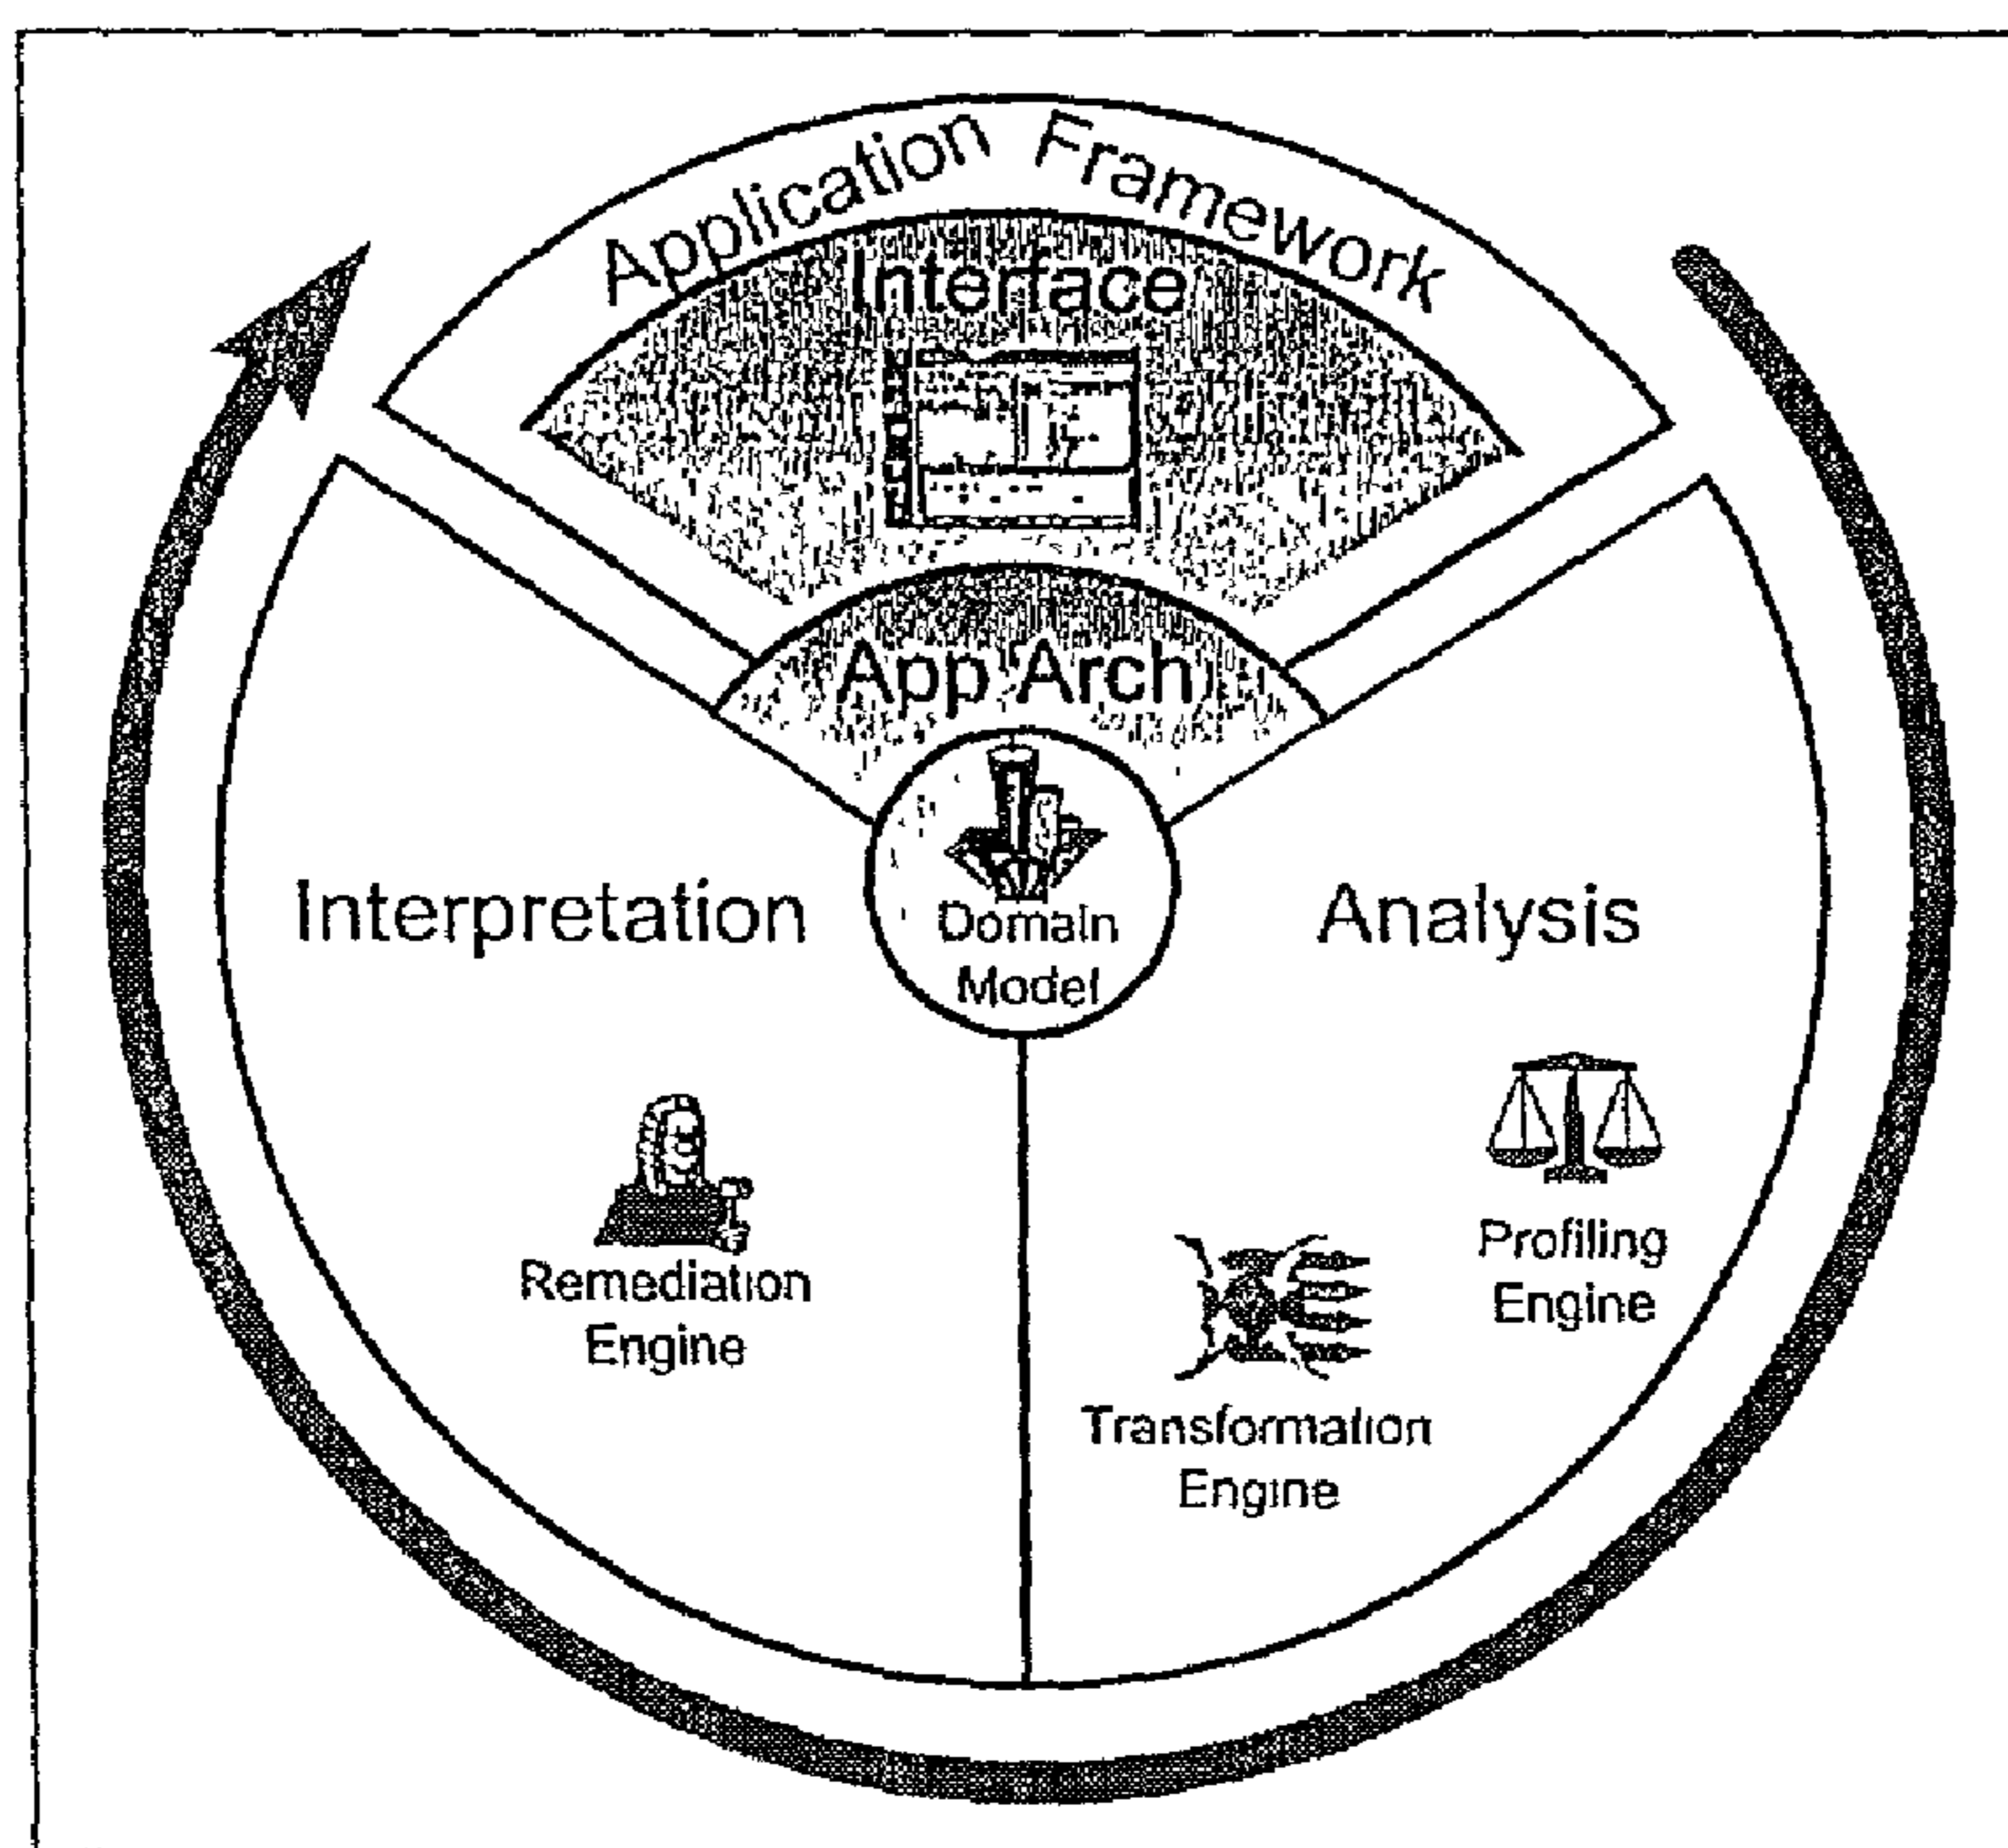 Application Framework
Interface
App Arch
Domain
Model
Interpretation
Analysis
Remediation
Engine
Profiling
Engine
Transformation
Engine